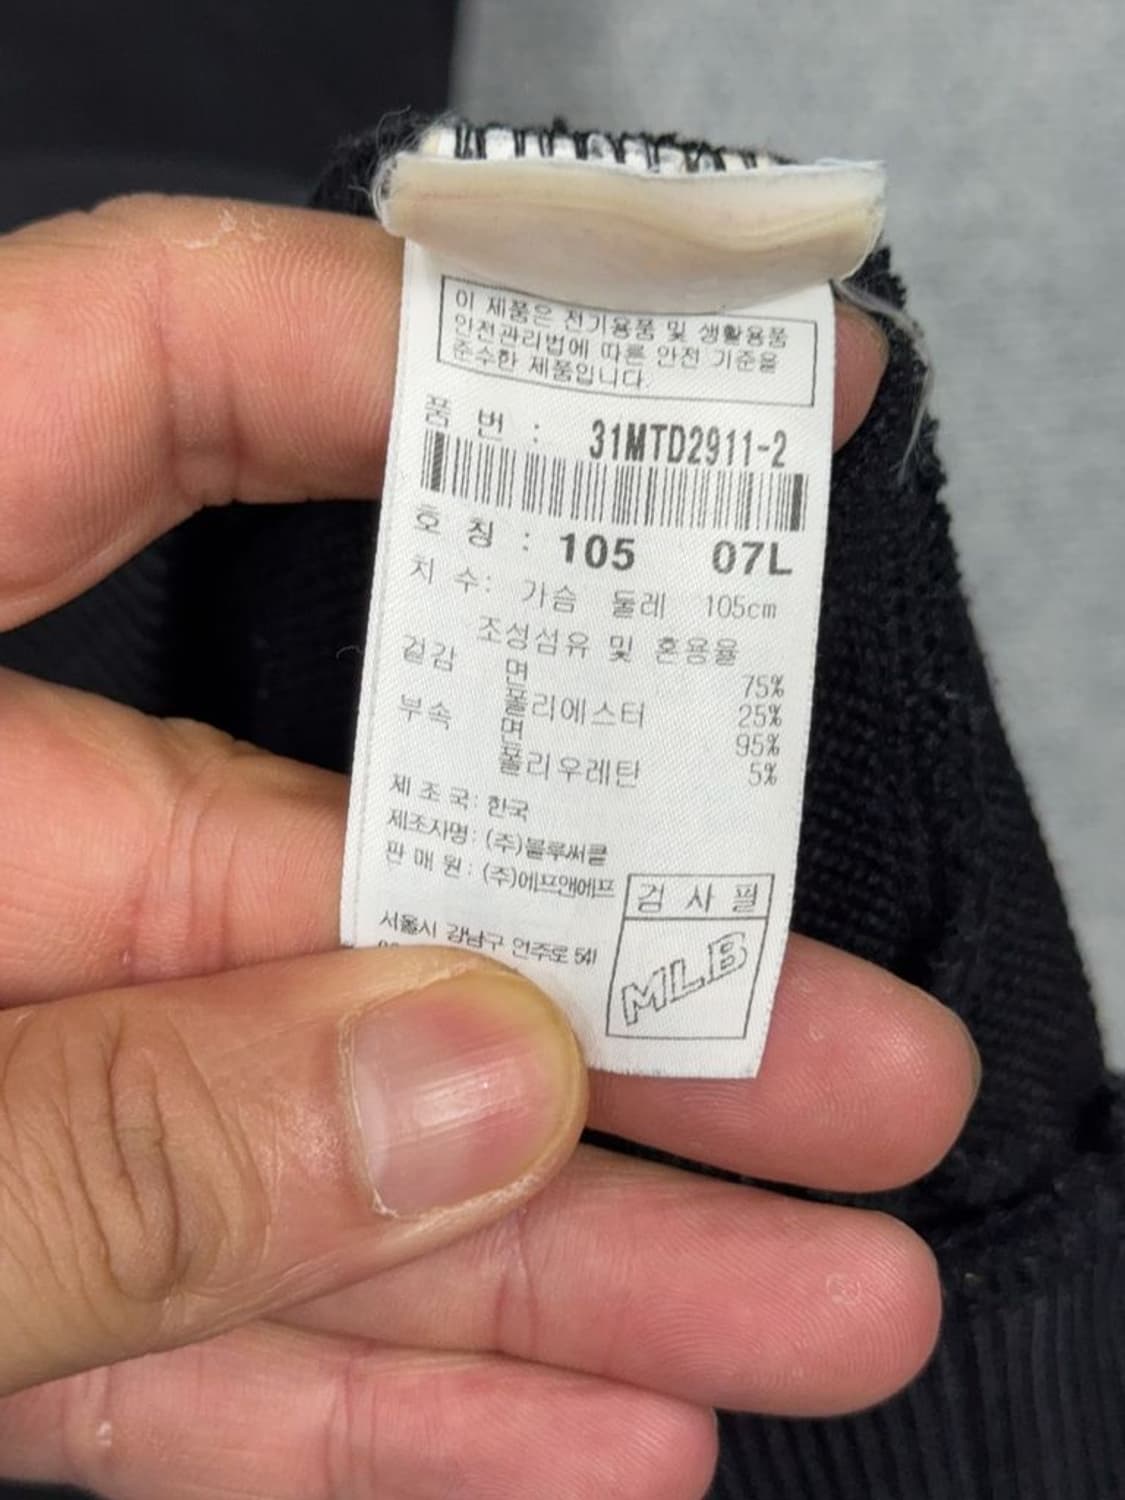 이 제품은 전기용품 및 생활용품
안전관리법에 따른 안전 기준을
준수한 제품입니다.
품 번 : 31MTD2911-2
호 칭 : 105 07L
치 수: 가슴 둘레 105cm
조성섬유 및 혼용율
겉감 면 75%
폴리에스터 25%
부속 면 95%
폴리우레탄 5%
제 조 국: 한국
제조자명: (주)블루써클
판 매 원: (주)에프앤에프
서울시 강남구 언주로 541
검 사 필
MLB